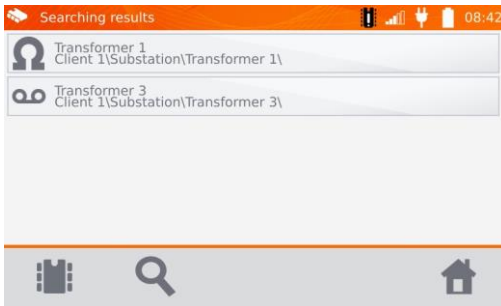 Searching results
08:42
Transformer 1
Client 1\Substation\Transformer 1\
Transformer 3
Client 1\Substation\Transformer 3\